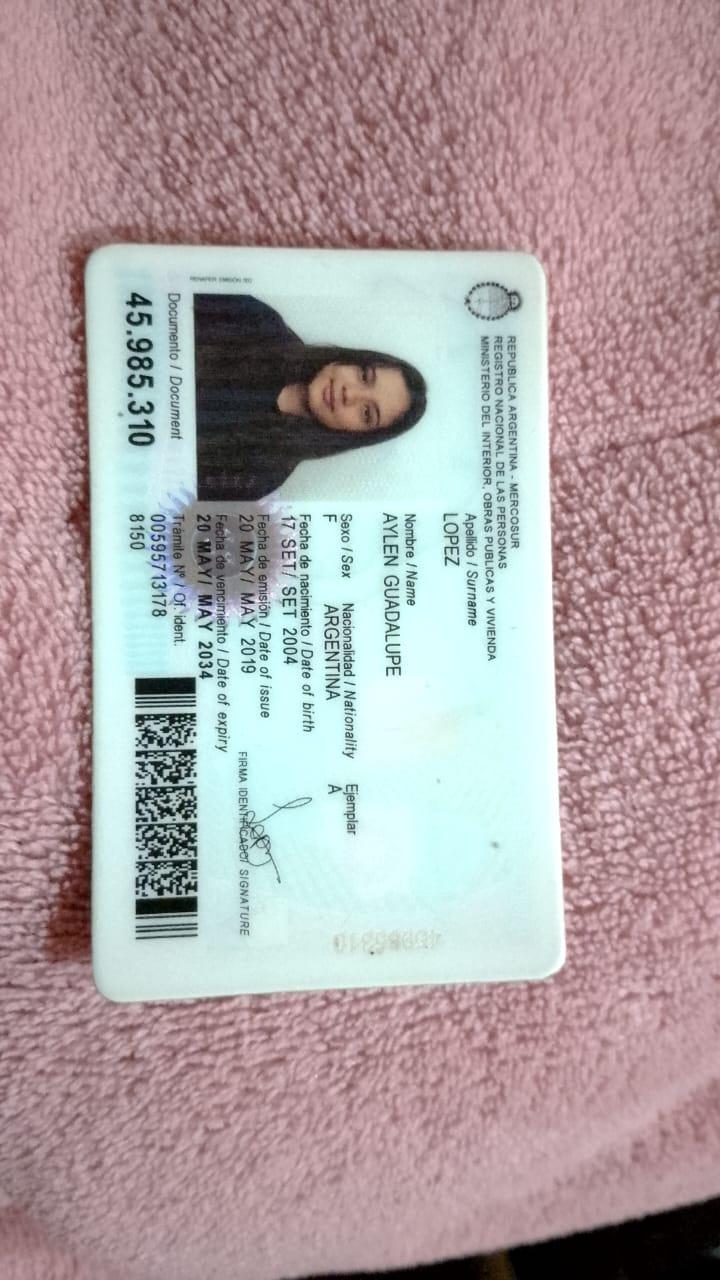 REPUBLICA ARGENTINA - MERCOSUR
REGISTRO NACIONAL DE LAS PERSONAS
MINISTERIO DEL INTERIOR, OBRAS PUBLICAS Y VIVIENDA
Apellido / Surname
LOPEZ
Nombre / Name
AYLEN GUADALUPE
Sexo / Sex Nacionalidad / Nationality Ejemplar
F ARGENTINA A
Fecha de nacimiento / Date of birth
17 SET/ SET 2004
Fecha de emisión / Date of issue
20 MAY/ MAY 2019
FIRMA IDENTIFICADO/ SIGNATURE
Fecha de vencimiento / Date of expiry
20 MAY/ MAY 2034
Documento / Document
45.985.310
Trámite N° / Of. ident.
00595713178
8150